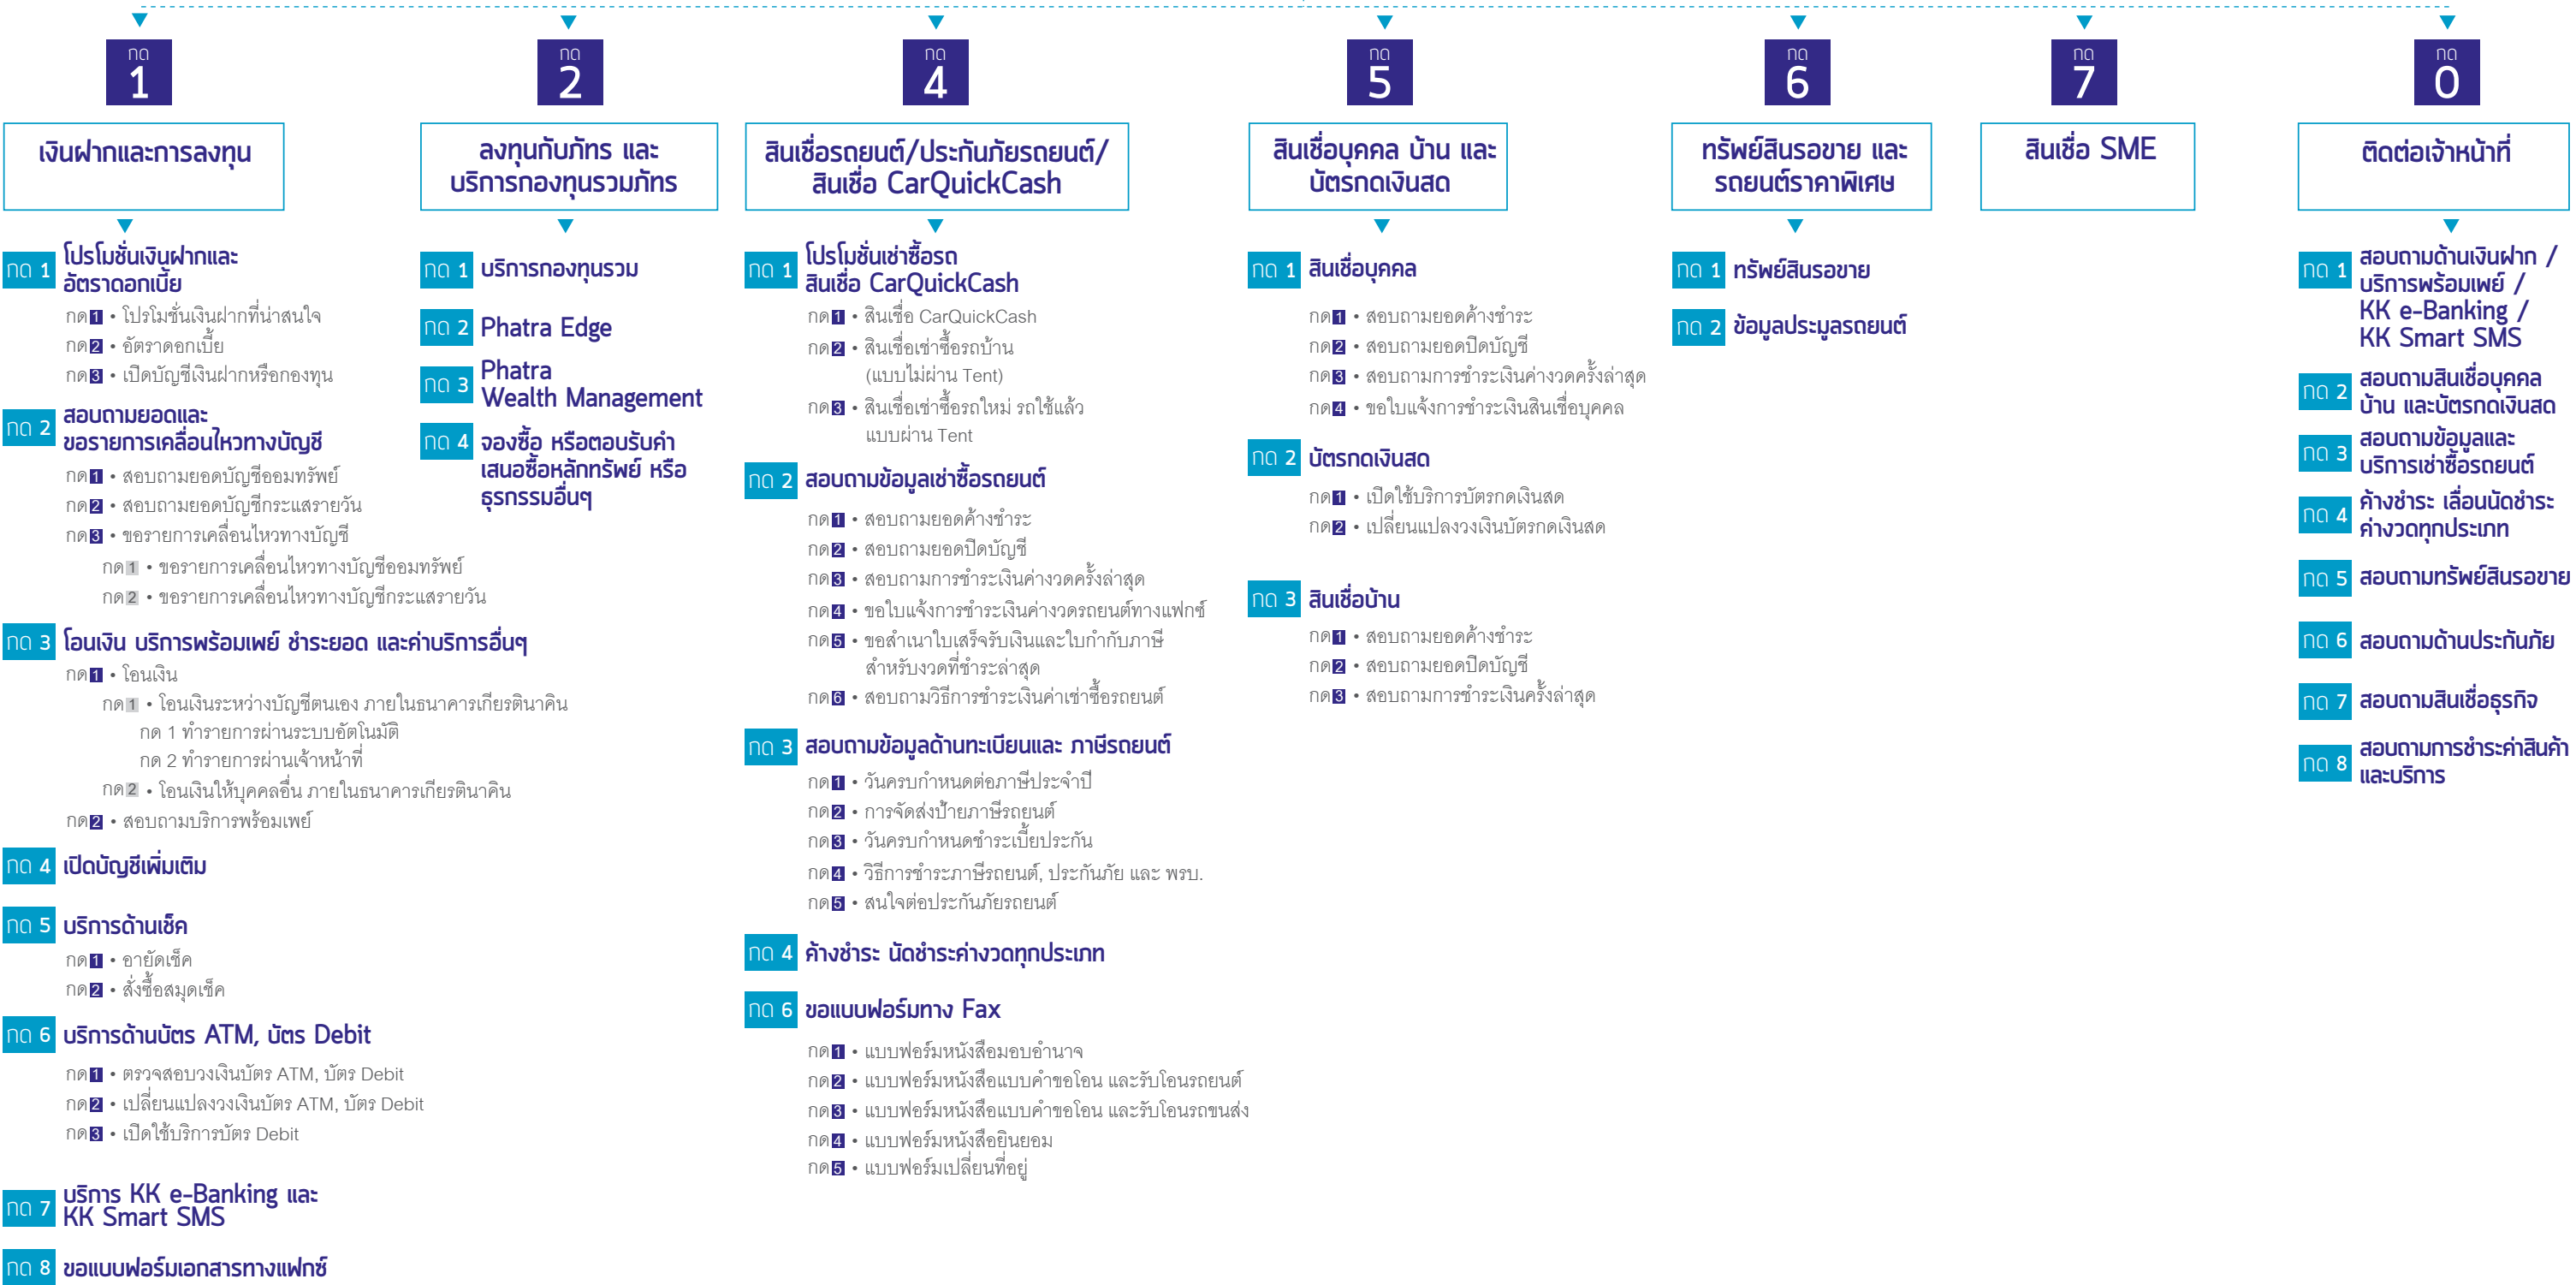 กด
1
เงินฝากและการลงทุน
กด 1 โปรโมชั่นเงินฝากและ
อัตราดอกเบี้ย
กด 1 • โปรโมชั่นเงินฝากที่น่าสนใจ
กด 2 • อัตราดอกเบี้ย
กด 3 • เปิดบัญชีเงินฝากหรือกองทุน
กด 2 สอบถามยอดและ
ขอรายการเคลื่อนไหวทางบัญชี
กด 1 • สอบถามยอดบัญชีออมทรัพย์
กด 2 • สอบถามยอดบัญชีกระแสรายวัน
กด 3 • ขอรายการเคลื่อนไหวทางบัญชี
กด 1 • ขอรายการเคลื่อนไหวทางบัญชีออมทรัพย์
กด 2 • ขอรายการเคลื่อนไหวทางบัญชีกระแสรายวัน
กด 3 โอนเงิน บริการพร้อมเพย์ ชำระยอด และค่าบริการอื่นๆ
กด 1 • โอนเงิน
กด 1 • โอนเงินระหว่างบัญชีตนเอง ภายในธนาคารเกียรตินาคิน
กด 1 ทำรายการผ่านระบบอัตโนมัติ
กด 2 ทำรายการผ่านเจ้าหน้าที่
กด 2 • โอนเงินให้บุคคลอื่น ภายในธนาคารเกียรตินาคิน
กด 2 • สอบถามบริการพร้อมเพย์
กด 4 เปิดบัญชีเพิ่มเติม
กด 5 บริการด้านเช็ค
กด 1 • อายัดเช็ค
กด 2 • สั่งซื้อสมุดเช็ค
กด 6 บริการด้านบัตร ATM, บัตร Debit
กด 1 • ตรวจสอบวงเงินบัตร ATM, บัตร Debit
กด 2 • เปลี่ยนแปลงวงเงินบัตร ATM, บัตร Debit
กด 3 • เปิดใช้บริการบัตร Debit
กด 7 บริการ KK e-Banking และ
KK Smart SMS
กด 8 ขอแบบฟอร์มเอกสารทางแฟกซ์
กด
2
ลงทุนกับภัทร และ
บริการกองทุนรวมภัทร
กด 1 บริการกองทุนรวม
กด 2 Phatra Edge
กด 3 Phatra
Wealth Management
กด 4 จองซื้อ หรือตอบรับคำ
เสนอซื้อหลักทรัพย์ หรือ
ธุรกรรมอื่นๆ
กด
4
สินเชื่อรถยนต์/ประกันภัยรถยนต์/
สินเชื่อ CarQuickCash
กด 1 โปรโมชั่นเช่าซื้อรถ
สินเชื่อ CarQuickCash
กด 1 • สินเชื่อ CarQuickCash
กด 2 • สินเชื่อเช่าซื้อรถบ้าน
(แบบไม่ผ่าน Tent)
กด 3 • สินเชื่อเช่าซื้อรถใหม่ รถใช้แล้ว
แบบผ่าน Tent
กด 2 สอบถามข้อมูลเช่าซื้อรถยนต์
กด 1 • สอบถามยอดค้างชำระ
กด 2 • สอบถามยอดปิดบัญชี
กด 3 • สอบถามการชำระเงินค่างวดครั้งล่าสุด
กด 4 • ขอใบแจ้งการชำระเงินค่างวดรถยนต์ทางแฟกซ์
กด 5 • ขอสำเนาใบเสร็จรับเงินและใบกำกับภาษี
สำหรับงวดที่ชำระล่าสุด
กด 6 • สอบถามวิธีการชำระเงินค่าเช่าซื้อรถยนต์
กด 3 สอบถามข้อมูลด้านทะเบียนและ ภาษีรถยนต์
กด 1 • วันครบกำหนดต่อภาษีประจำปี
กด 2 • การจัดส่งป้ายภาษีรถยนต์
กด 3 • วันครบกำหนดชำระเบี้ยประกัน
กด 4 • วิธีการชำระภาษีรถยนต์, ประกันภัย และ พรบ.
กด 5 • สนใจต่อประกันภัยรถยนต์
กด 4 ค้างชำระ นัดชำระค่างวดทุกประเภท
กด 6 ขอแบบฟอร์มทาง Fax
กด 1 • แบบฟอร์มหนังสือมอบอำนาจ
กด 2 • แบบฟอร์มหนังสือแบบคำขอโอน และรับโอนรถยนต์
กด 3 • แบบฟอร์มหนังสือแบบคำขอโอน และรับโอนรถขนส่ง
กด 4 • แบบฟอร์มหนังสือยินยอม
กด 5 • แบบฟอร์มเปลี่ยนที่อยู่
กด
5
สินเชื่อบุคคล บ้าน และ
บัตรกดเงินสด
กด 1 สินเชื่อบุคคล
กด 1 • สอบถามยอดค้างชำระ
กด 2 • สอบถามยอดปิดบัญชี
กด 3 • สอบถามการชำระเงินค่างวดครั้งล่าสุด
กด 4 • ขอใบแจ้งการชำระเงินสินเชื่อบุคคล
กด 2 บัตรกดเงินสด
กด 1 • เปิดใช้บริการบัตรกดเงินสด
กด 2 • เปลี่ยนแปลงวงเงินบัตรกดเงินสด
กด 3 สินเชื่อบ้าน
กด 1 • สอบถามยอดค้างชำระ
กด 2 • สอบถามยอดปิดบัญชี
กด 3 • สอบถามการชำระเงินครั้งล่าสุด
กด
6
ทรัพย์สินรอขาย และ
รถยนต์ราคาพิเศษ
กด 1 ทรัพย์สินรอขาย
กด 2 ข้อมูลประมูลรถยนต์
กด
7
สินเชื่อ SME
กด
0
ติดต่อเจ้าหน้าที่
กด 1 สอบถามด้านเงินฝาก /
บริการพร้อมเพย์ /
KK e-Banking /
KK Smart SMS
กด 2 สอบถามสินเชื่อบุคคล
บ้าน และบัตรกดเงินสด
กด 3 สอบถามข้อมูลและ
บริการเช่าซื้อรถยนต์
กด 4 ค้างชำระ เลื่อนนัดชำระ
ค่างวดทุกประเภท
กด 5 สอบถามทรัพย์สินรอขาย
กด 6 สอบถามด้านประกันภัย
กด 7 สอบถามสินเชื่อธุรกิจ
กด 8 สอบถามการชำระค่าสินค้า
และบริการ